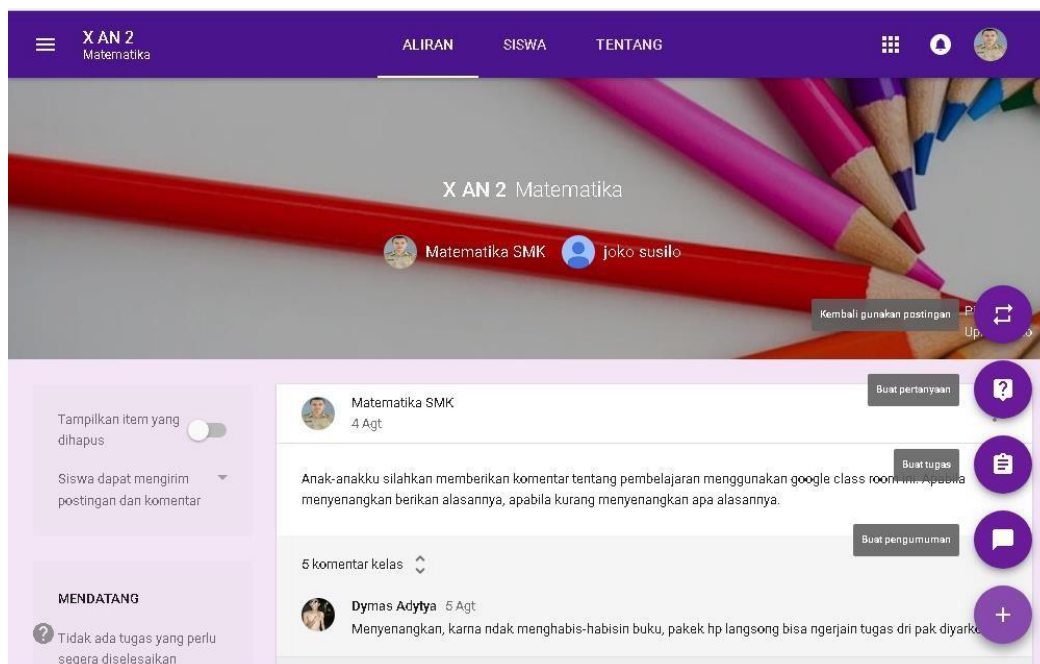 X AN 2
Matematika
ALIRAN
SISWA
TENTANG
X AN 2 Matematika
Matematika SMK
joko susilo
Kembali gunakan postingan
Buat pertanyaan
Buat tugas
Buat pengumuman
Tampilkan item yang
dihapus
Siswa dapat mengirim
postingan dan komentar
MENDATANG
Tidak ada tugas yang perlu
segera diselesaikan
Matematika SMK
4 Agt
Anak-anakku silahkan memberikan komentar tentang pembelajaran menggunakan google class room ini. Apabila
menyenangkan berikan alasannya, apabila kurang menyenangkan apa alasannya.
5 komentar kelas
Dymas Adytya 5 Agt
Menyenangkan, karna ndak menghabis-habisin buku, pakek hp langsong bisa ngerjain tugas dri pak